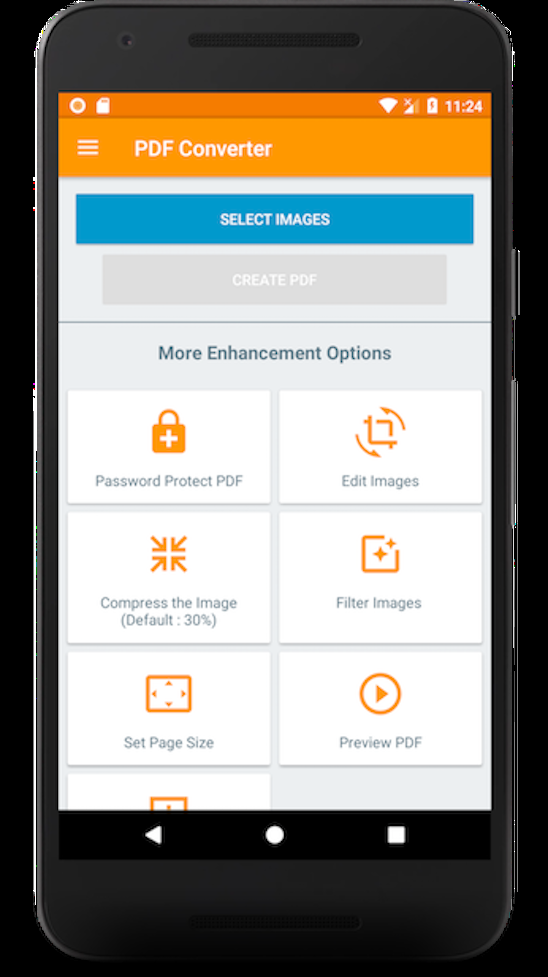 11:24
PDF Converter
SELECT IMAGES
CREATE PDF
More Enhancement Options
Password Protect PDF
Edit Images
Compress the Image
(Default : 30%)
Filter Images
Set Page Size
Preview PDF